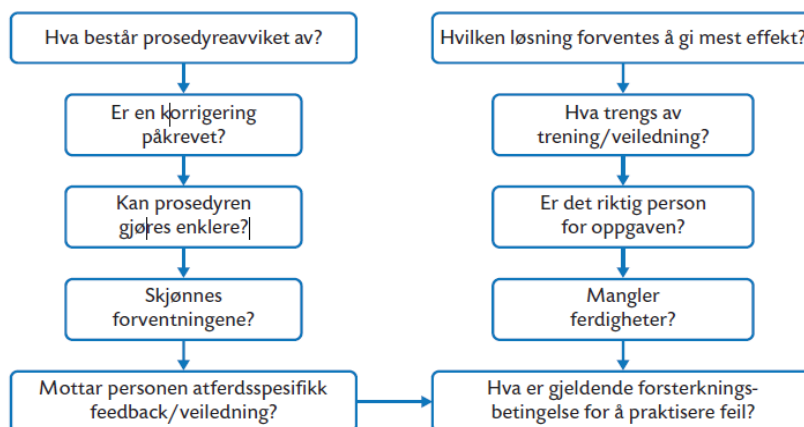 Hva består prosedyreavviket av?
Er en korrigering
påkrevet?
Kan prosedyren
gjøres enklere?
Skjønnes
forventningene?
Mottar personen atferdsspesifikk
feedback/veiledning?
Hvilken løsning forventes å gi mest effekt?
Hva trengs av
trening/veiledning?
Er det riktig person
for oppgaven?
Mangler
ferdigheter?
Hva er gjeldende forsterknings-
betingelse for å praktisere feil?